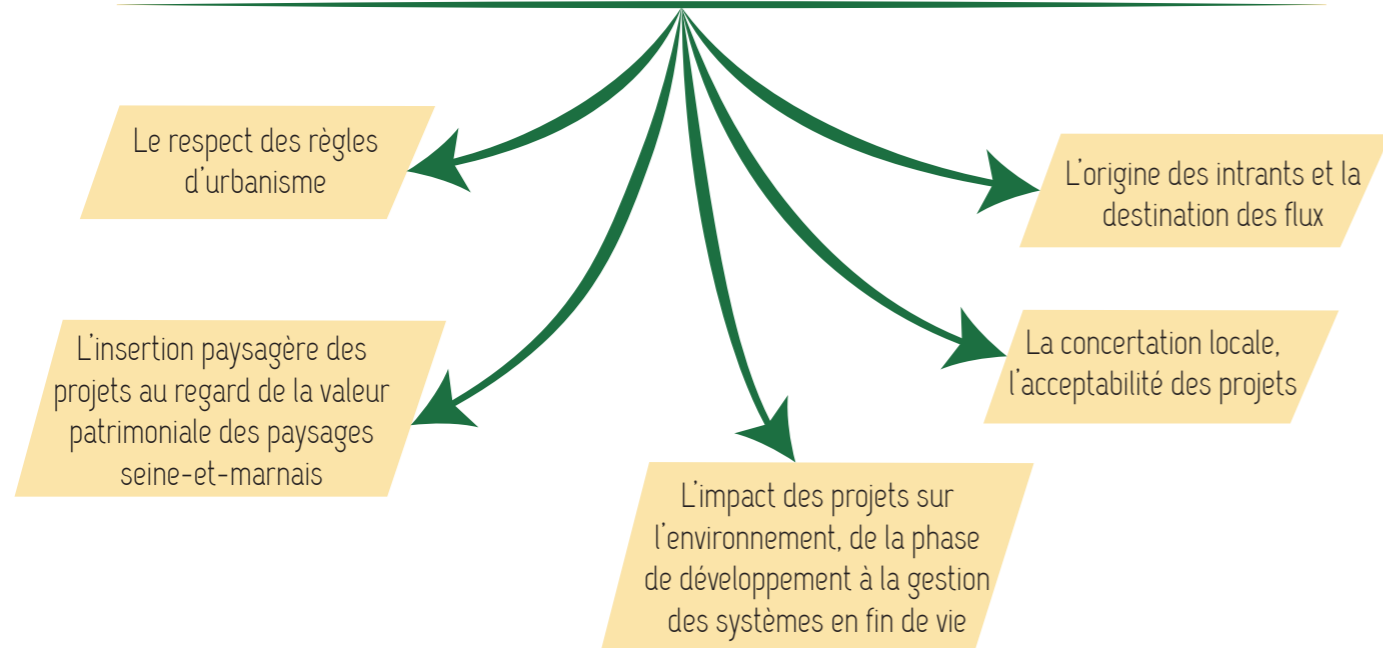 Le respect des règles
d'urbanisme
L'origine des intrants et la
destination des flux
L'insertion paysagère des
projets au regard de la valeur
patrimoniale des paysages
seine-et-marnais
La concertation locale,
l'acceptabilité des projets
L'impact des projets sur
l'environnement, de la phase
de développement à la gestion
des systèmes en fin de vie